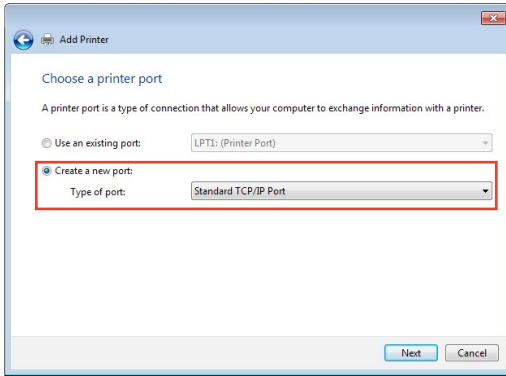 Add Printer
Choose a printer port
A printer port is a type of connection that allows your computer to exchange information with a printer.
Use an existing port: LPT1: (Printer Port)
Create a new port:
Type of port: Standard TCP/IP Port
Next Cancel